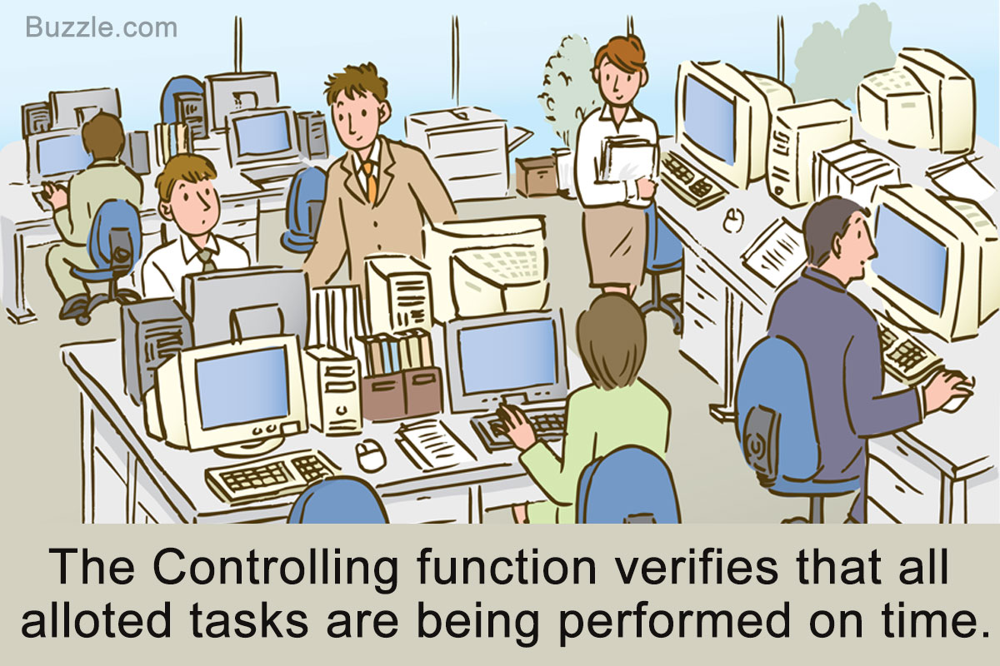 Buzzle.com
The Controlling function verifies that all
alloted tasks are being performed on time.